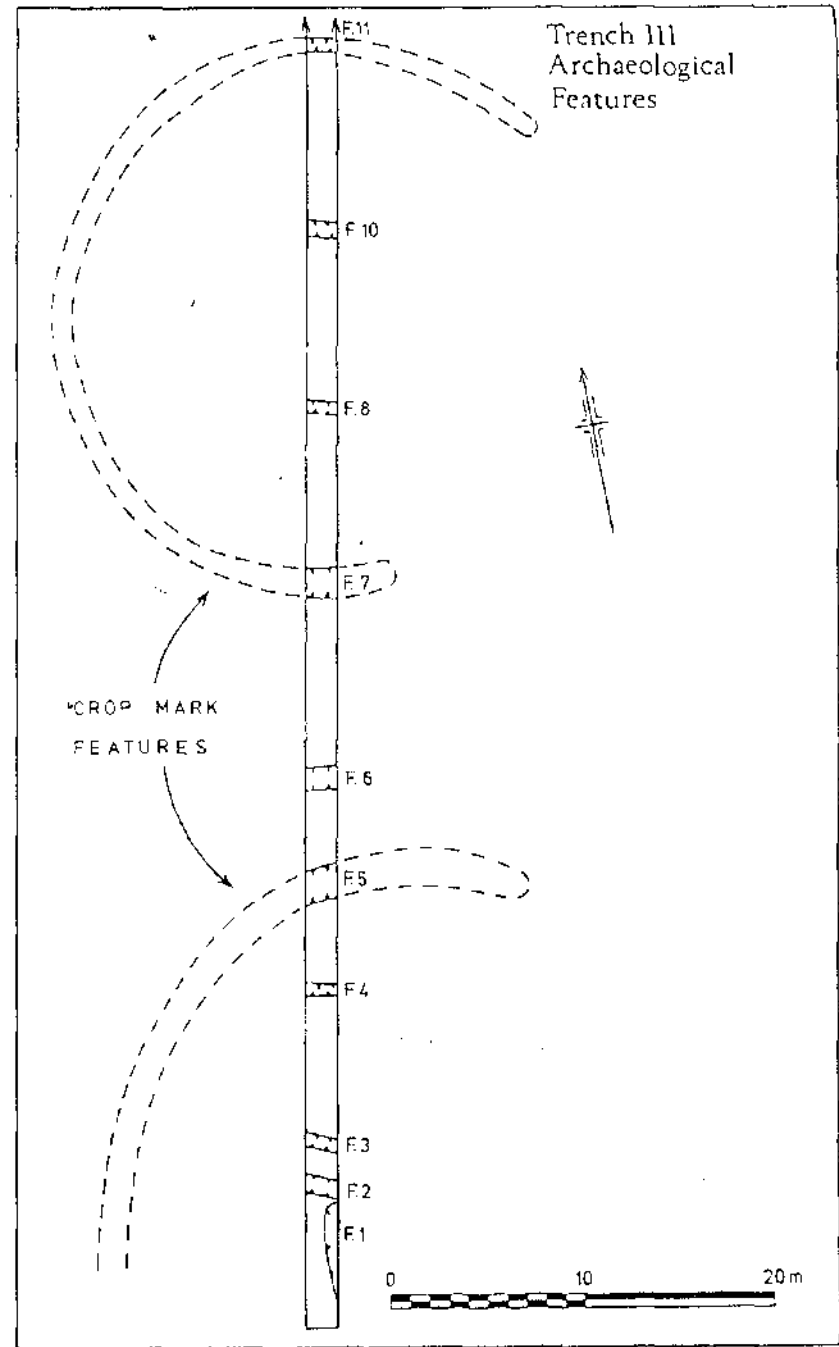 F.11
Trench III
Archaeological
Features
F.10
F.8
F.7
CROP MARK
FEATURES
F.6
F.5
F.4
F.3
F.2
F.1
0 10 20 m